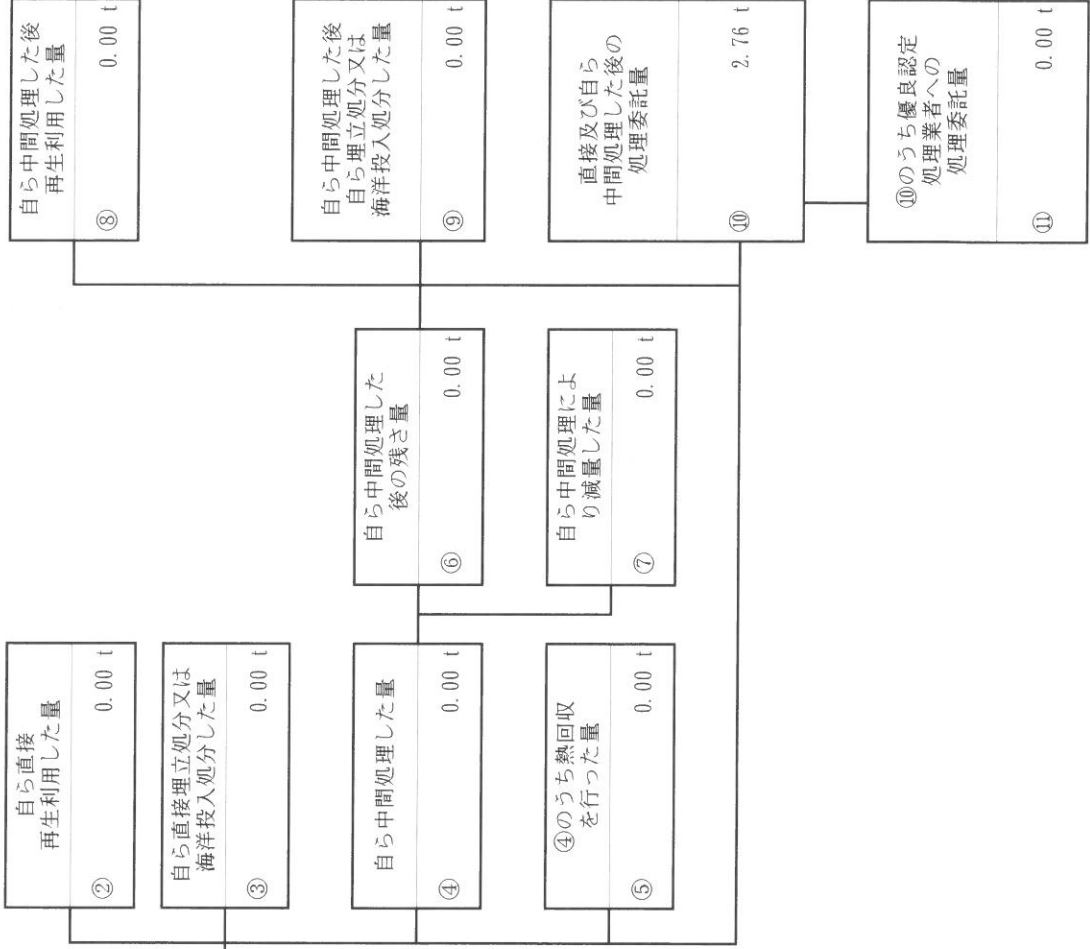 自ら直接
再生利用した量
② 0.00 t
自ら直接埋立処分又は
海洋投入処分した量
③ 0.00 t
自ら中間処理した量
④ 0.00 t
④のうち熱回収
を行った量
⑤ 0.00 t
自ら中間処理した
後の残さ量
⑥ 0.00 t
自ら中間処理によ
り減量した量
⑦ 0.00 t
自ら中間処理した後
再生利用した量
⑧ 0.00 t
自ら中間処理した後
自ら埋立処分又は
海洋投入処分した量
⑨ 0.00 t
直接及び自ら
中間処理した後の
処理委託量
⑩ 2.76 t
⑩のうち優良認定
処理業者への
処理委託量
⑪ 0.00 t